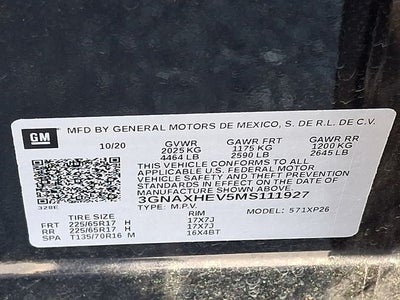 GM
MFD BY GENERAL MOTORS DE MEXICO, S. DE R.L. DE C.V.
10/20 GVWR GAWR FRT GAWR RR
2025 KG 1175 KG 1200 KG
4464 LB 2590 LB 2645 LB
THIS VEHICLE CONFORMS TO ALL
APPLICABLE U.S. FEDERAL MOTOR
VEHICLE SAFETY AND THEFT PREVENTION
STANDARDS IN EFFECT ON THE DATE OF
MANUFACTURE SHOWN ABOVE.
3GNAXHEV5MS111927
TYPE: M.P.V. MODEL: 571XP26
328E
TIRE SIZE RIM
FRT 225/65R17 H 17X7J
RR 225/65R17 H 17X7J
SPA T135/70R16 M 16X4BT